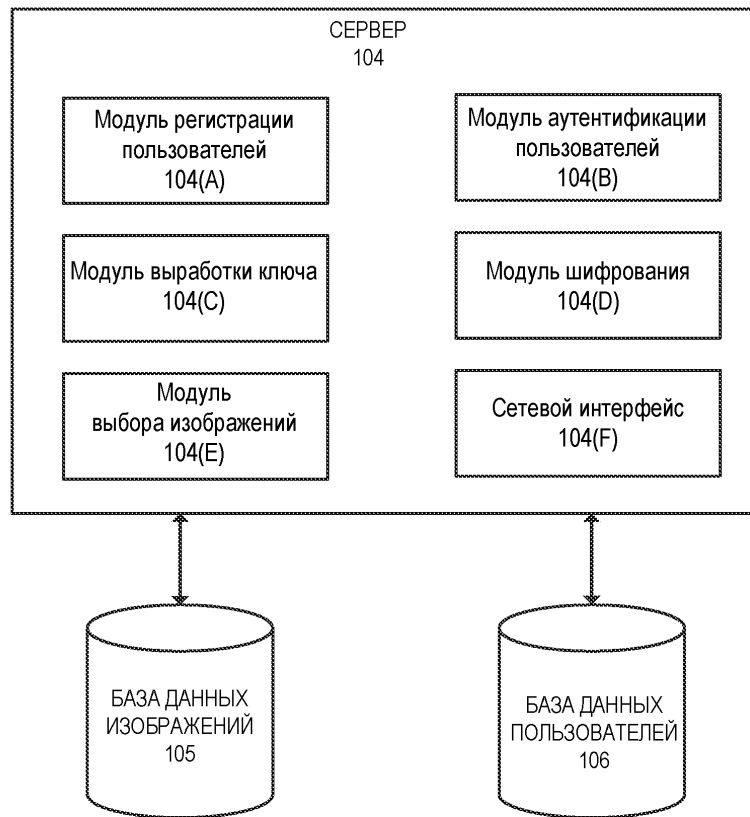 СЕРВЕР
104
Модуль регистрации
пользователей
104(A)
Модуль аутентификации
пользователей
104(B)
Модуль выработки ключа
104(C)
Модуль шифрования
104(D)
Модуль
выбора изображений
104(E)
Сетевой интерфейс
104(F)
БАЗА ДАННЫХ
ИЗОБРАЖЕНИЙ
105
БАЗА ДАННЫХ
ПОЛЬЗОВАТЕЛЕЙ
106